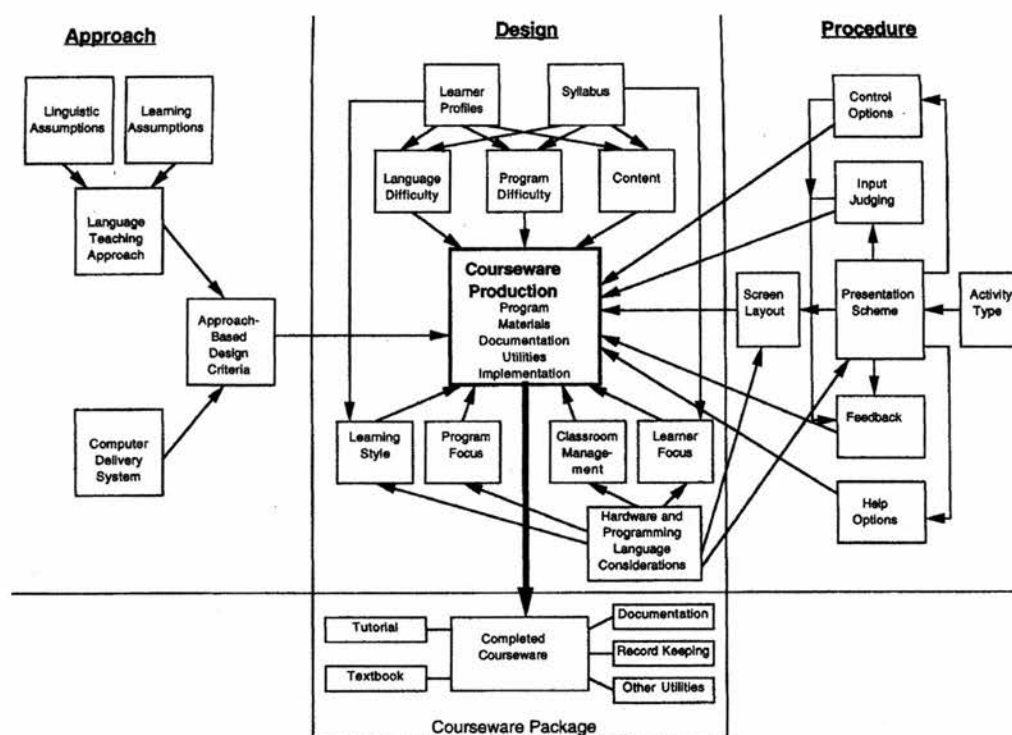 Approach
Design
Procedure
Linguistic
Assumptions
Learning
Assumptions
Language
Teaching
Approach
Approach-
Based
Design
Criteria
Computer
Delivery
System
Learner
Profiles
Syllabus
Language
Difficulty
Program
Difficulty
Content
Courseware
Production
Program
Materials
Documentation
Utilities
Implementation
Learning
Style
Program
Focus
Classroom
Manage-
ment
Learner
Focus
Hardware and
Programming
Language
Considerations
Control
Options
Input
Judging
Screen
Layout
Presentation
Scheme
Activity
Type
Feedback
Help
Options
Tutorial
Textbook
Completed
Courseware
Documentation
Record Keeping
Other Utilities
Courseware Package